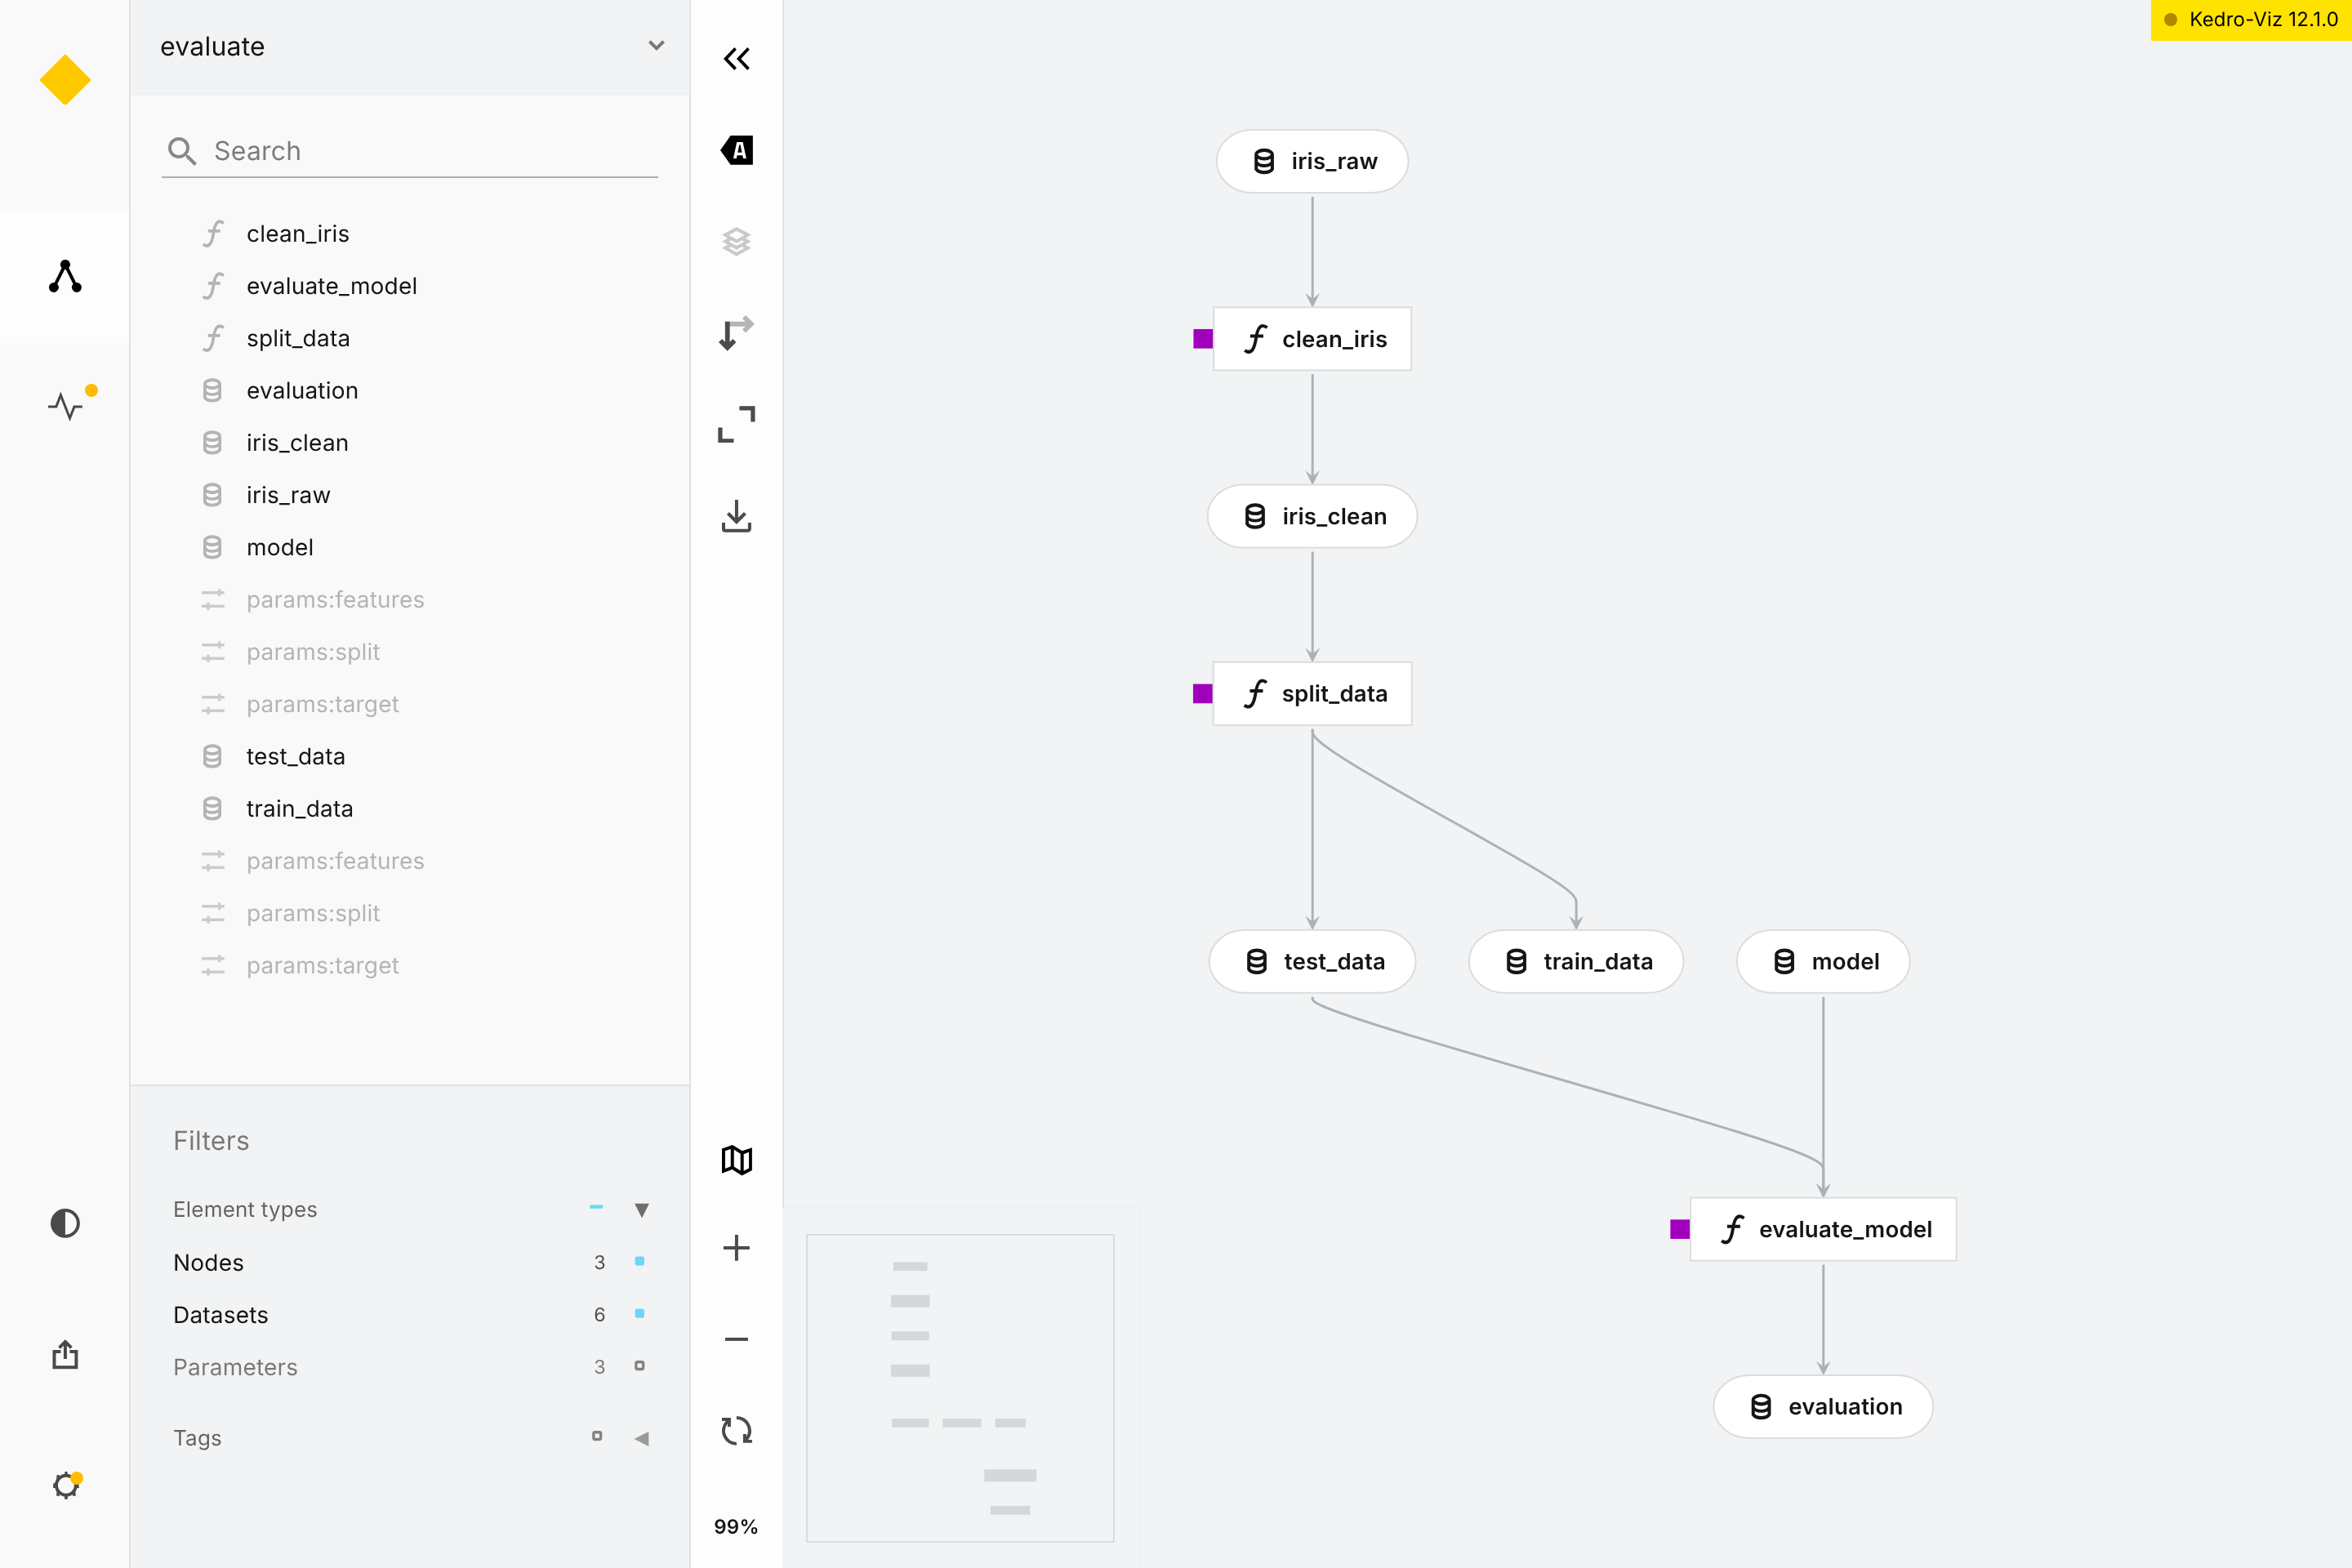 evaluate
Search
clean_iris
evaluate_model
split_data
evaluation
iris_clean
iris_raw
model
params:features
params:split
params:target
test_data
train_data
params:features
params:split
params:target
Filters
Element types
Nodes 3
Datasets 6
Parameters 3
Tags
A
99%
Kedro-Viz 12.1.0
iris_raw
clean_iris
iris_clean
split_data
test_data train_data model
evaluate_model
evaluation